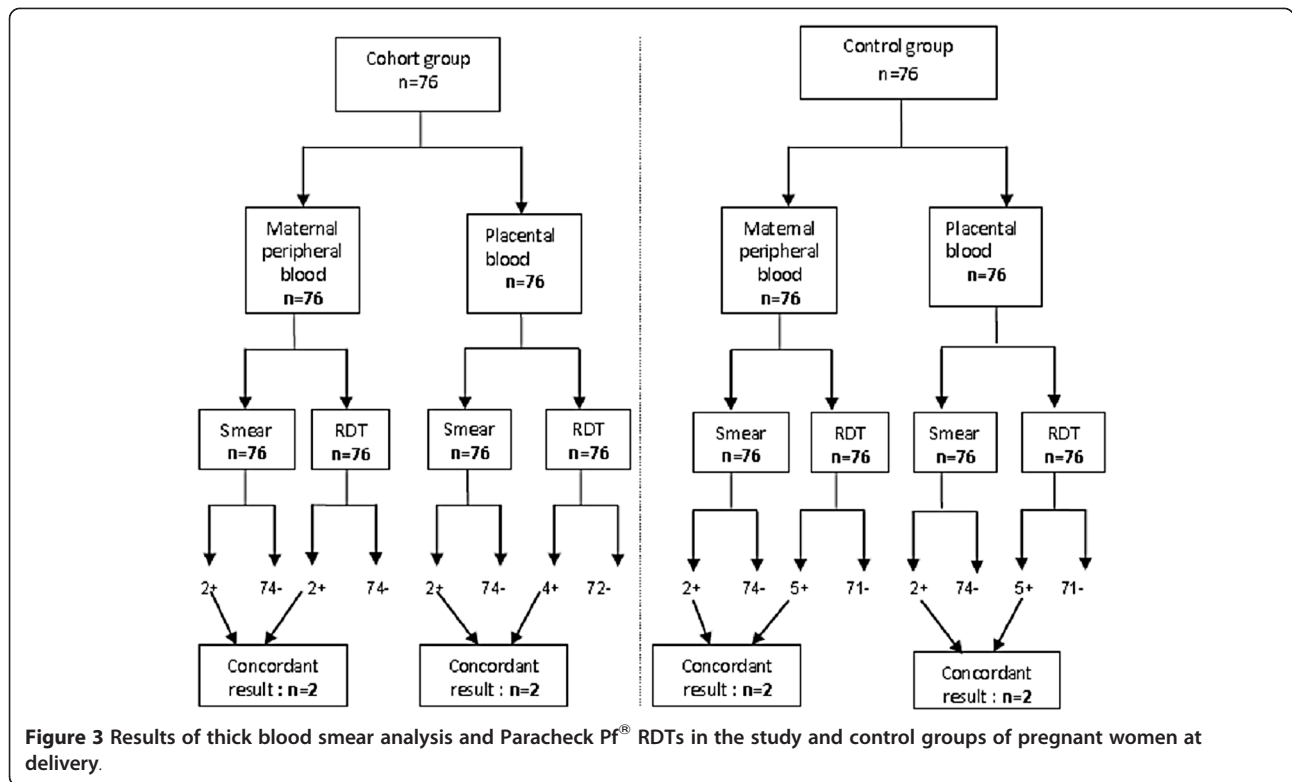 Cohort group
n=76
Control group
n=76
Maternal
peripheral
blood
n=76
Placental
blood
n=76
Maternal
peripheral
blood
n=76
Placental
blood
n=76
Smear
n=76
RDT
n=76
Smear
n=76
RDT
n=76
Smear
n=76
RDT
n=76
Smear
n=76
RDT
n=76
2+ 74- 2+ 74- 2+ 74- 4+ 72- 2+ 74- 5+ 71- 2+ 74- 5+ 71-
Concordant
result : n=2
Concordant
result : n=2
Concordant
result : n=2
Concordant
result : n=2
Figure 3 Results of thick blood smear analysis and Paracheck Pf® RDTs in the study and control groups of pregnant women at
delivery.